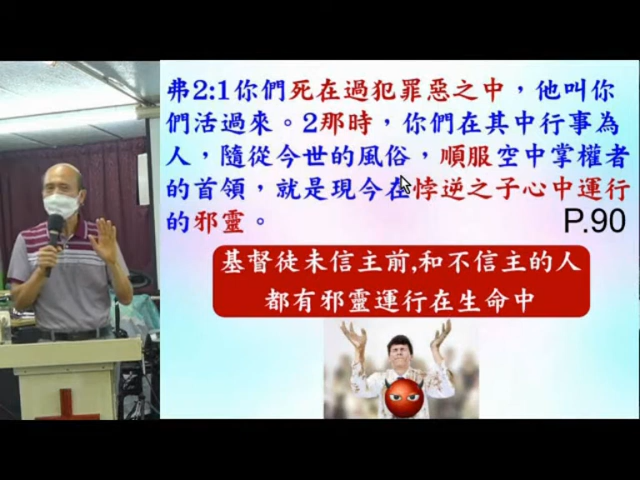 弗2:1你們死在過犯罪惡之中，他叫你
們活過來。2那時，你們在其中行事為
人，隨從今世的風俗，順服空中掌權者
的首領，就是現今在悖逆之子心中運行
的邪靈。
P.90
基督徒未信主前,和不信主的人
都有邪靈運行在生命中